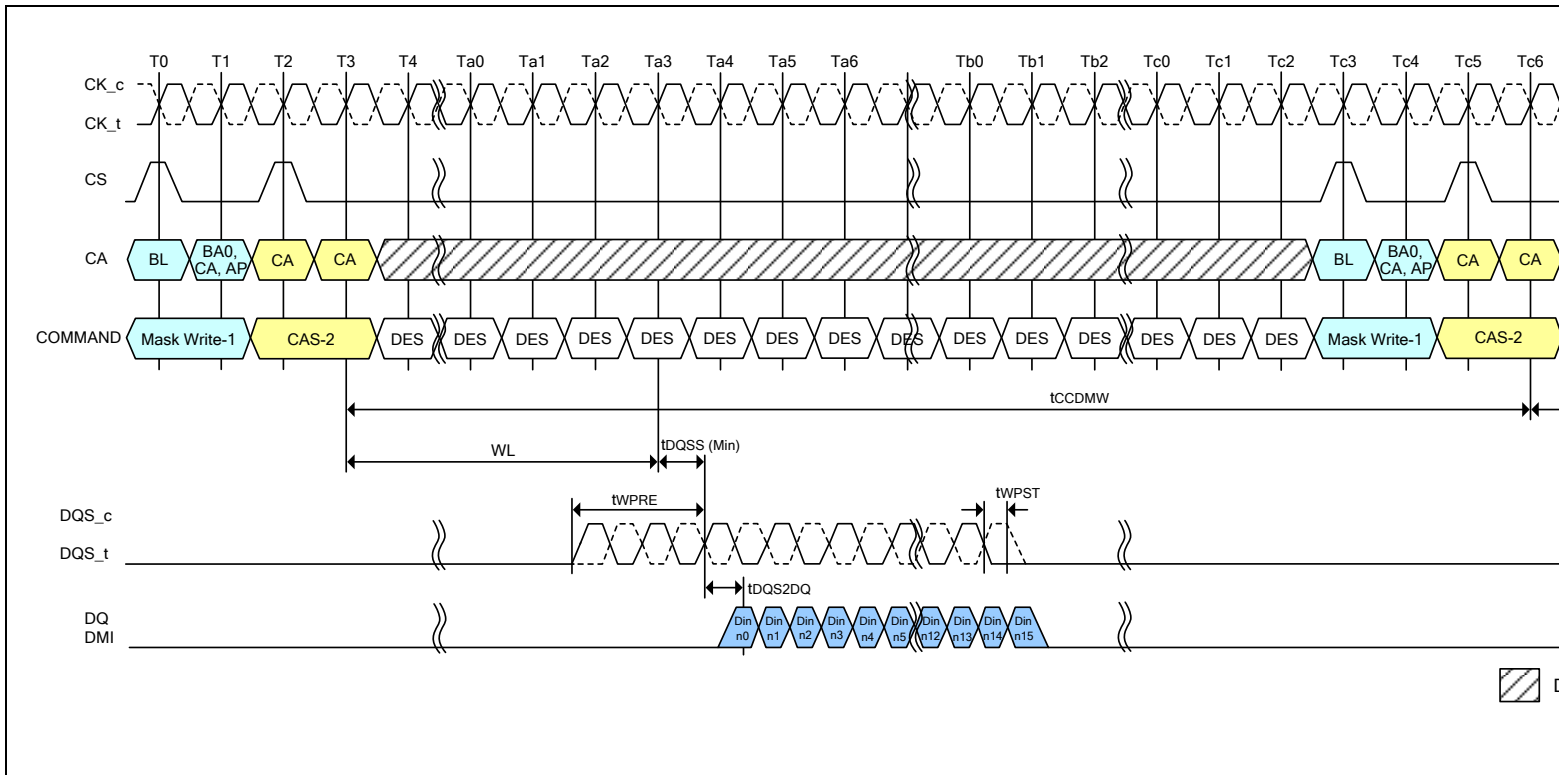 T0 T1 T2 T3 T4 Ta0 Ta1 Ta2 Ta3 Ta4 Ta5 Ta6 Tb0 Tb1 Tb2 Tc0 Tc1 Tc2 Tc3 Tc4 Tc5 Tc6
CK_c
CK_t
CS
CA BL BA0, CA, AP CA CA BL BA0, CA, AP CA CA
COMMAND Mask Write-1 CAS-2 DES DES DES DES DES DES DES DES DES DES DES DES DES DES DES Mask Write-1 CAS-2
tCCDMW
WL tDQSS (Min)
tWPRE tWPST
DQS_c
DQS_t
tDQS2DQ
DQ
DMI
Din n0 Din n1 Din n2 Din n3 Din n4 Din n5 Din n12 Din n13 Din n14 Din n15